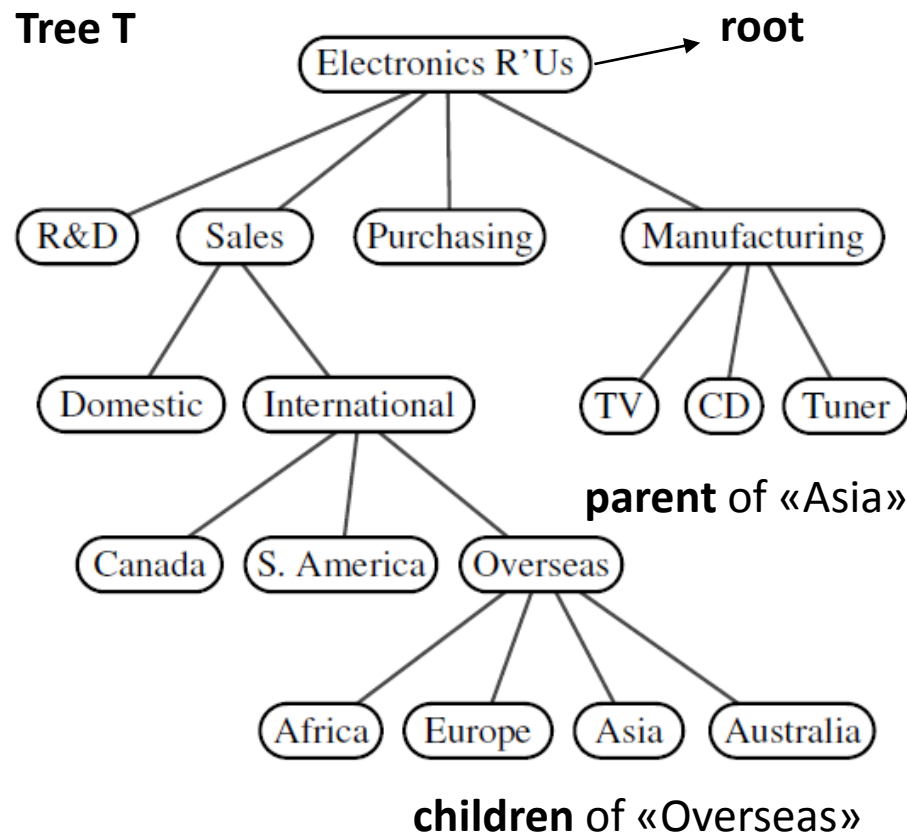 Tree T
root
Electronics R’Us
R&D
Sales
Purchasing
Manufacturing
Domestic
International
TV
CD
Tuner
parent of «Asia»
Canada
S. America
Overseas
Africa
Europe
Asia
Australia
children of «Overseas»